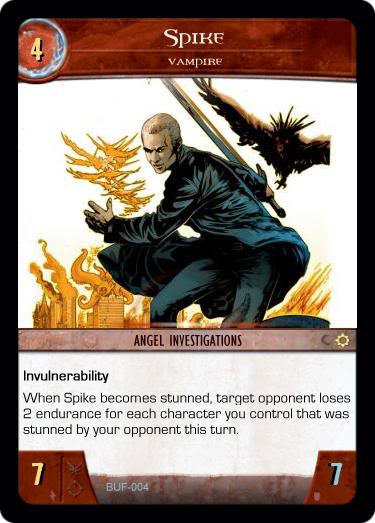 4
Spike
Vampire
ANGEL INVESTIGATIONS
Invulnerability
When Spike becomes stunned, target opponent loses
2 endurance for each character you control that was
stunned by your opponent this turn.
7
BUF-004
7